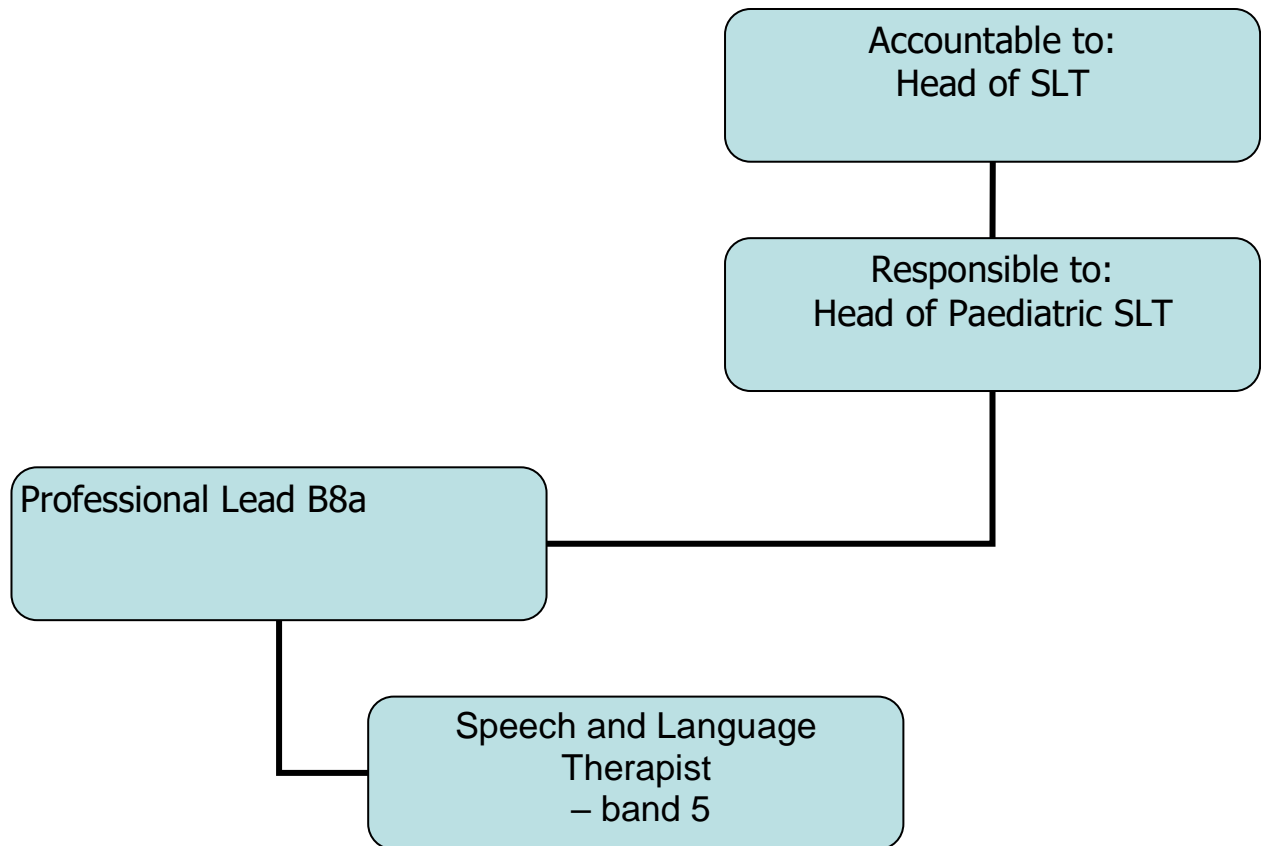 Accountable to:
Head of SLT
Responsible to:
Head of Paediatric SLT
Professional Lead B8a
Speech and Language
Therapist
– band 5